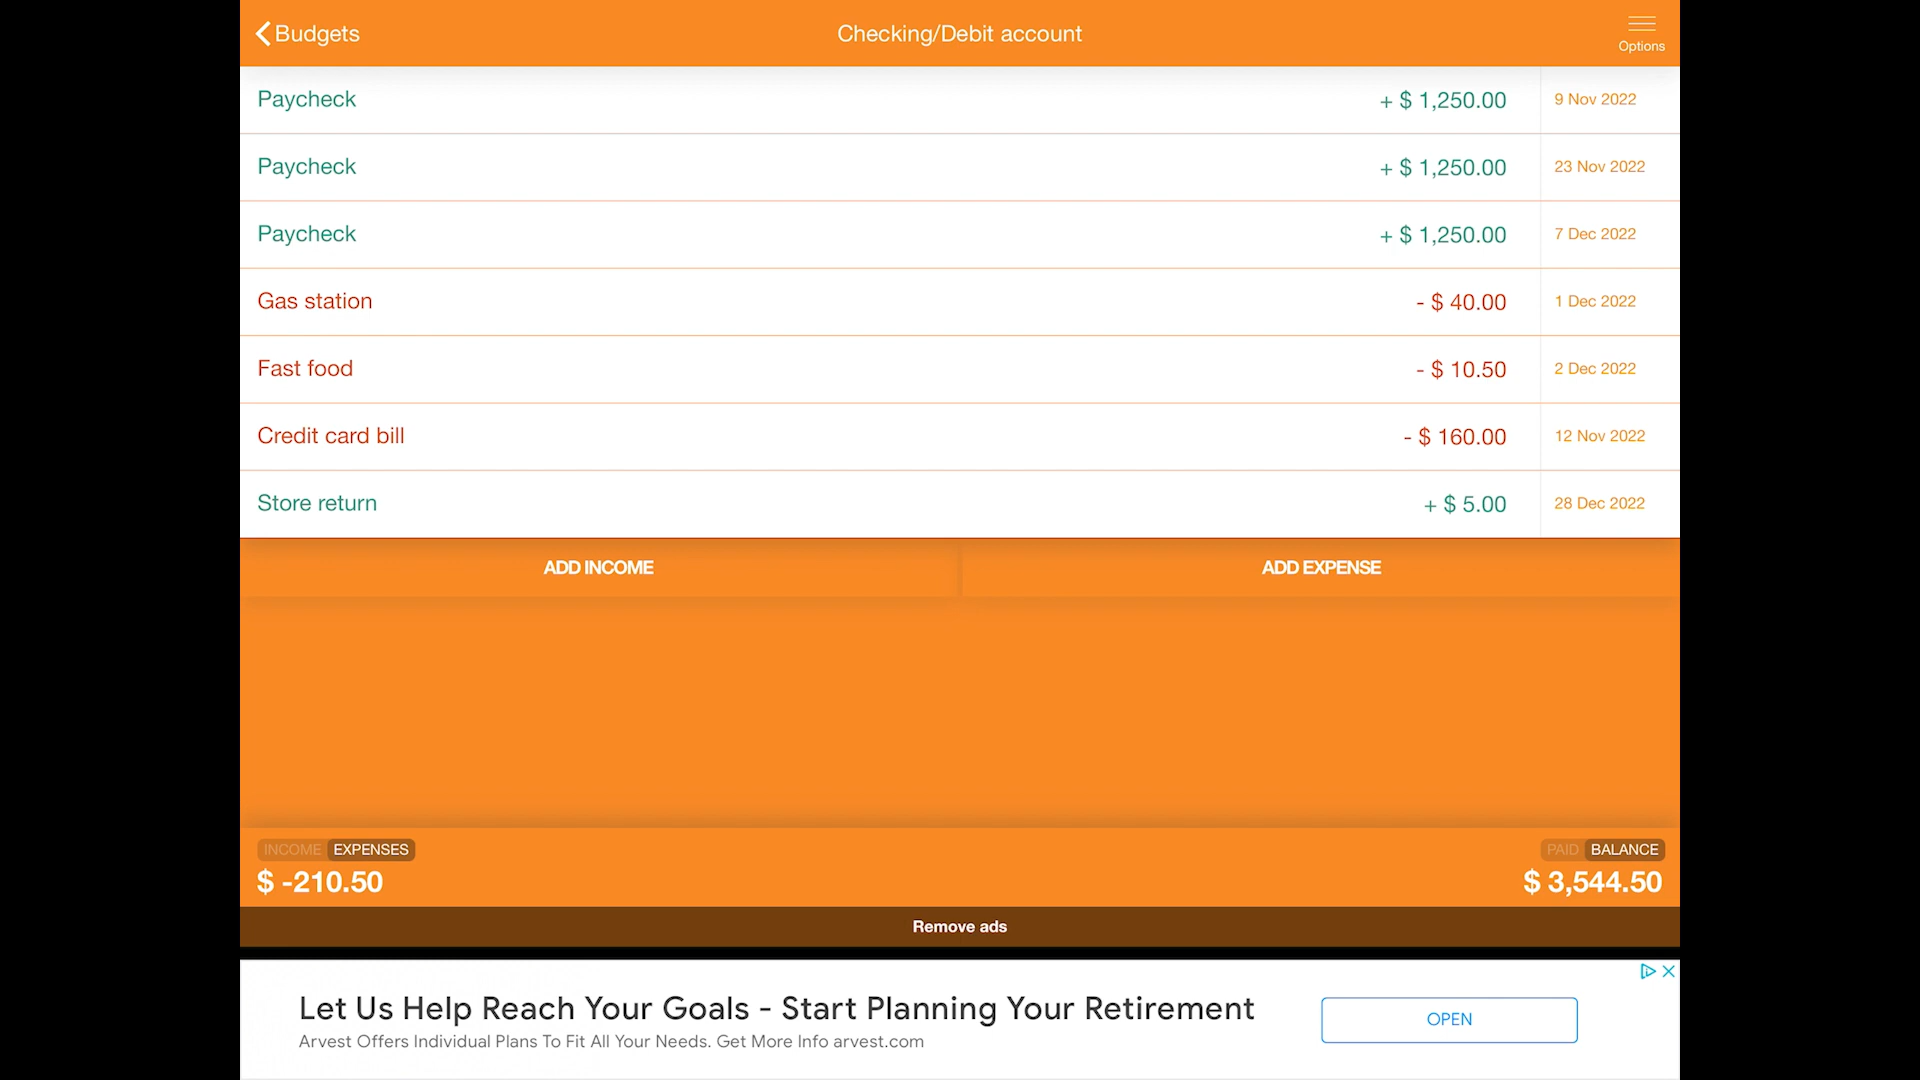 Budgets
Checking/Debit account
Options
Paycheck + $ 1,250.00 9 Nov 2022
Paycheck + $ 1,250.00 23 Nov 2022
Paycheck + $ 1,250.00 7 Dec 2022
Gas station - $ 40.00 1 Dec 2022
Fast food - $ 10.50 2 Dec 2022
Credit card bill - $ 160.00 12 Nov 2022
Store return + $ 5.00 28 Dec 2022
ADD INCOME ADD EXPENSE
INCOME EXPENSES PAID BALANCE
$ -210.50 $ 3,544.50
Remove ads
Let Us Help Reach Your Goals - Start Planning Your Retirement
Arvest Offers Individual Plans To Fit All Your Needs. Get More Info arvest.com
OPEN